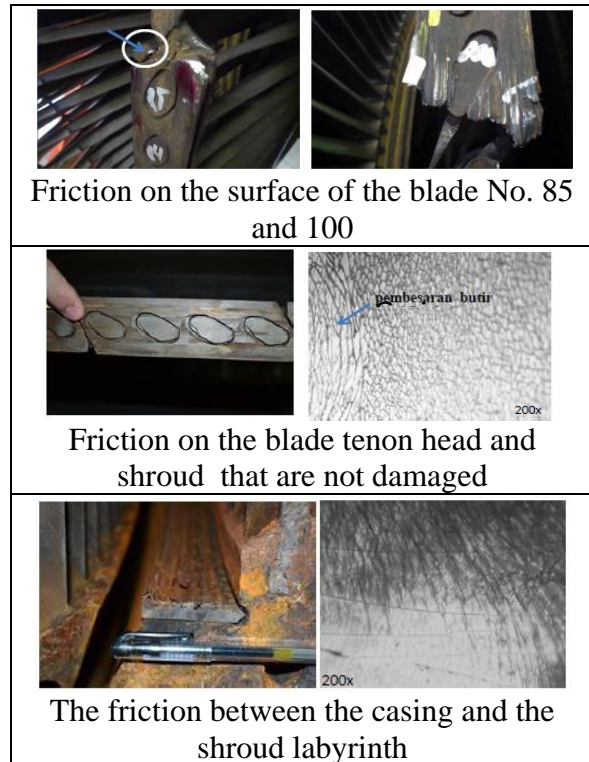 Friction on the surface of the blade No. 85
and 100
pembesaran butir
200x
Friction on the blade tenon head and
shroud that are not damaged
200x
The friction between the casing and the
shroud labyrinth